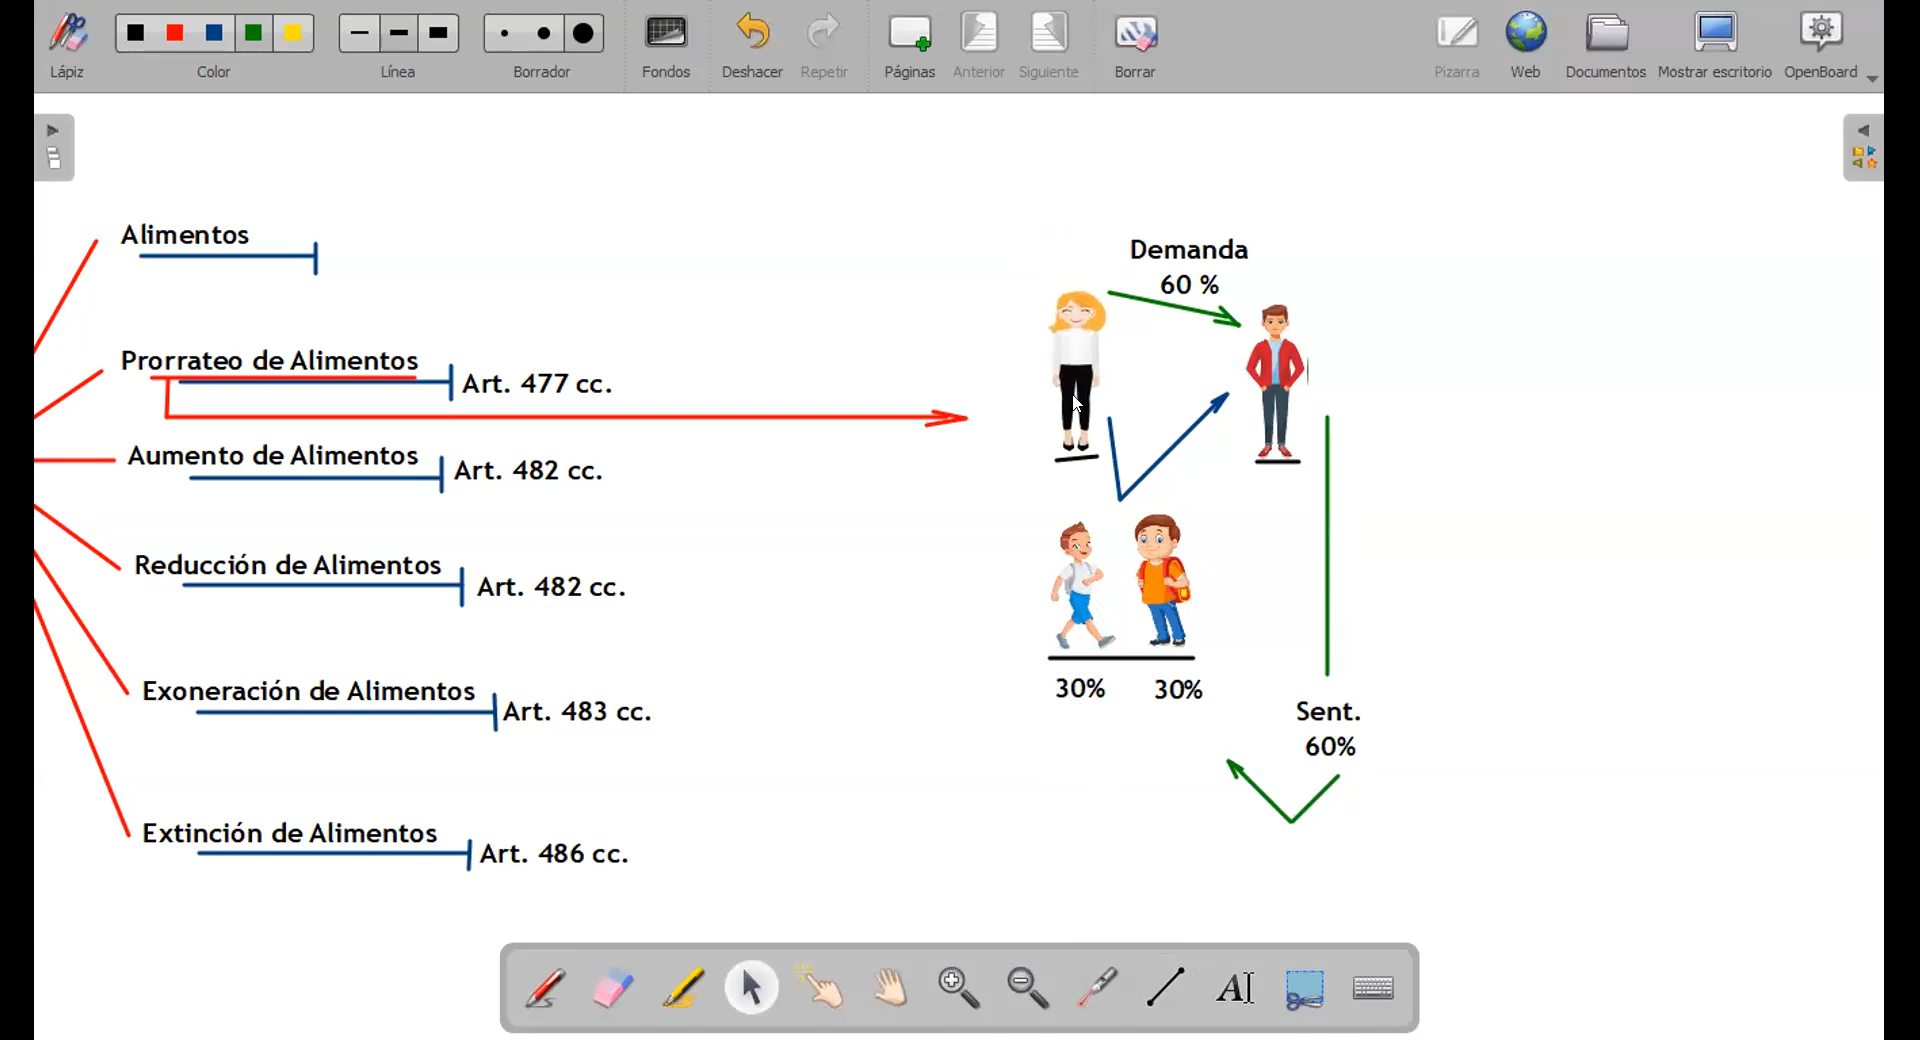 Lápiz
Color
Línea
Borrador
Fondos
Deshacer
Repetir
Páginas
Anterior
Siguiente
Borrar
Pizarra
Web
Documentos
Mostrar escritorio
OpenBoard
Alimentos
Prorrateo de Alimentos
Art. 477 cc.
Aumento de Alimentos
Art. 482 cc.
Reducción de Alimentos
Art. 482 cc.
Exoneración de Alimentos
Art. 483 cc.
Extinción de Alimentos
Art. 486 cc.
Demanda
60 %
30%
30%
Sent.
60%
AI